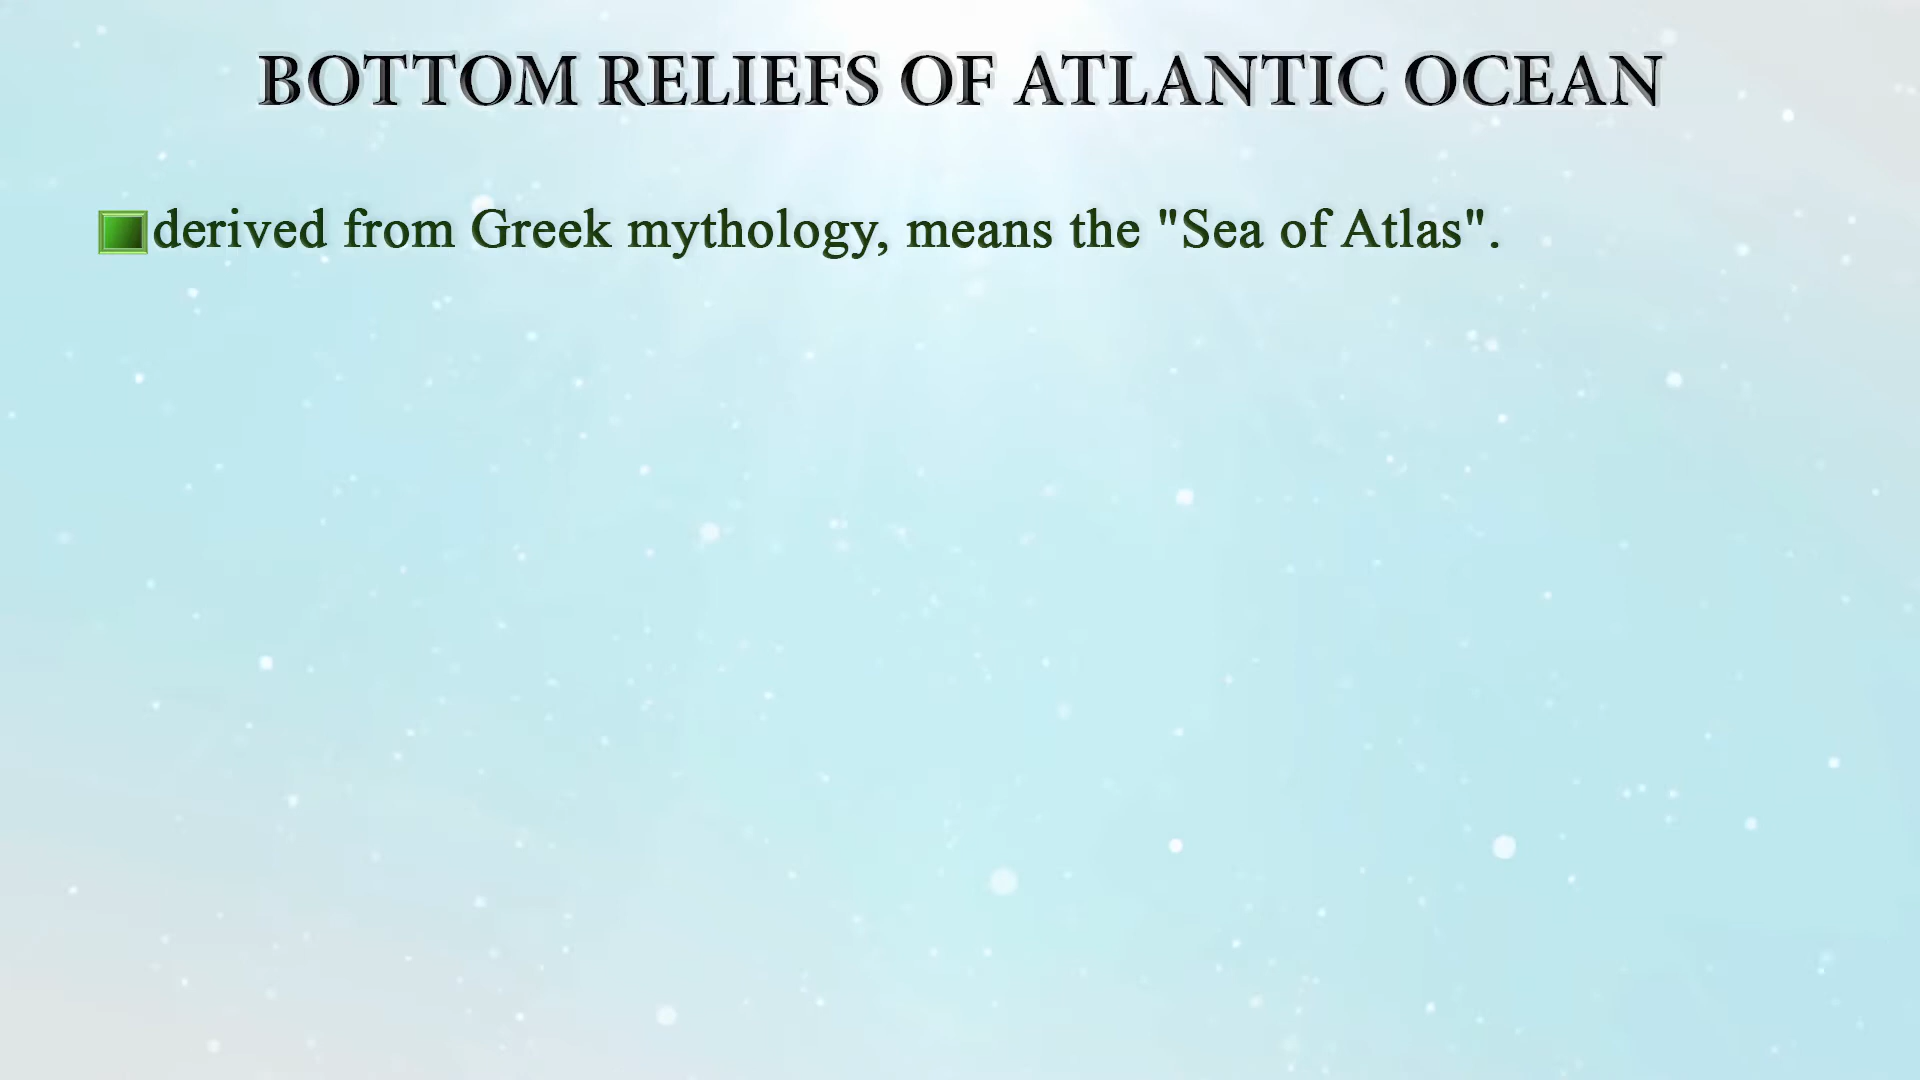 BOTTOM RELIEFS OF ATLANTIC OCEAN
derived from Greek mythology, means the "Sea of Atlas".